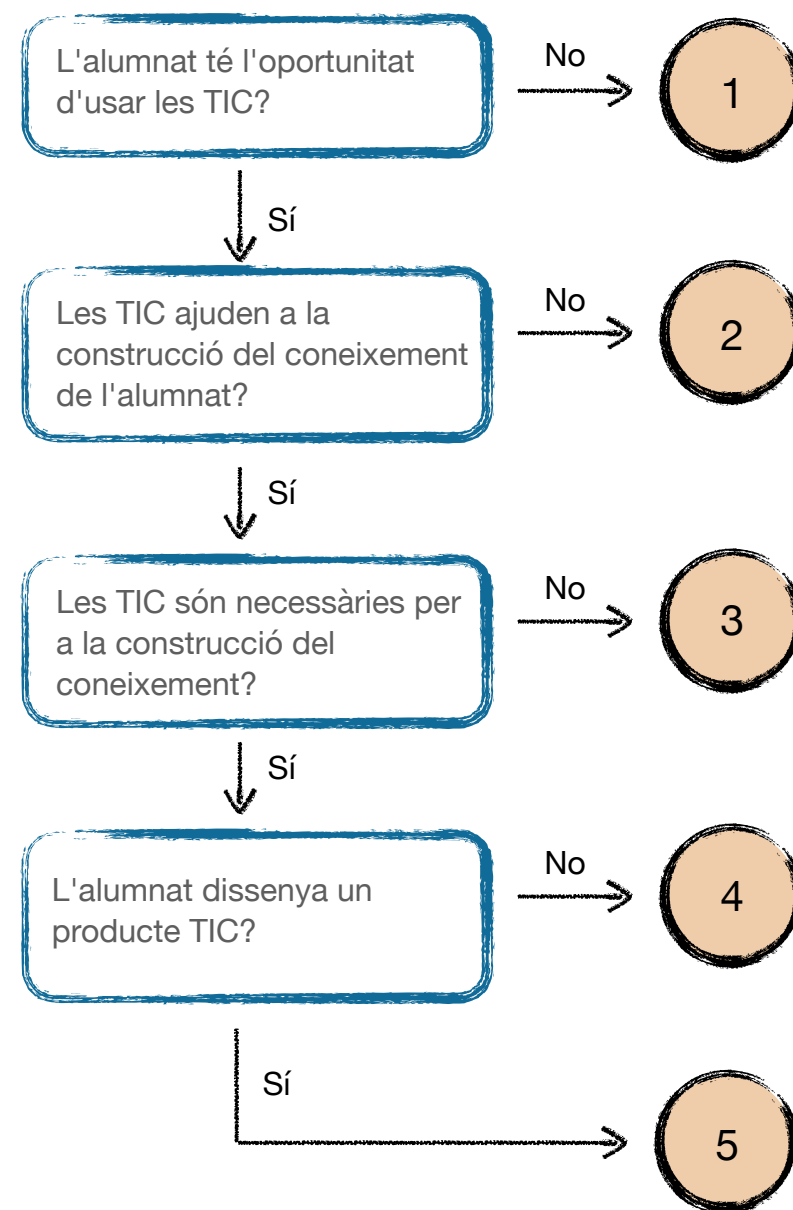 L'alumnat té l'oportunitat
d'usar les TIC?
No
1
Sí
Les TIC ajuden a la
construcció del coneixement
de l'alumnat?
No
2
Sí
Les TIC són necessàries per
a la construcció del
coneixement?
No
3
Sí
L'alumnat dissenya un
producte TIC?
No
4
Sí
5